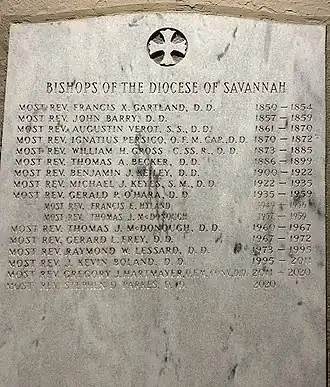 BISHOPS OF THE DIOCESE OF SAVANNAH
MOST REV. FRANCIS X. GARTLAND, D. D. 1850 – 1854
MOST REV. JOHN BARRY, D. D. 1857 – 1859
MOST REV. AUGUSTIN VEROT, S. S., D. D. 1861 – 1870
MOST REV. IGNATIUS PERSICO, O.F.M. CAP., D. D. 1870 – 1872
MOST REV. WILLIAM H. GROSS, C. SS. R., D. D. 1873 – 1885
MOST REV. THOMAS A. BECKER, D. D. 1886 – 1899
MOST REV. BENJAMIN J. KEILEY, D. D. 1900 – 1922
MOST REV. MICHAEL J. KEYES, S. M., D. D. 1922 – 1935
MOST REV. GERALD P. O'HARA, D. D. 1935 – 1959
MOST REV. FRANCIS E. HYLAND
MOST REV. THOMAS J. McDONOUGH 1957 – 1959
MOST REV. THOMAS J. McDONOUGH, D. D. 1960 – 1967
MOST REV. GERARD L. FREY, D. D. 1967 – 1972
MOST REV. RAYMOND W. LESSARD, D. D. 1973 – 1995
MOST REV. J. KEVIN BOLAND, D. D. 1995 – 2011
MOST REV. GREGORY J. HARTMAYER, D. D. 2011 – 2020
MOST REV. STEPHEN D. PARKES, D. D. 2020